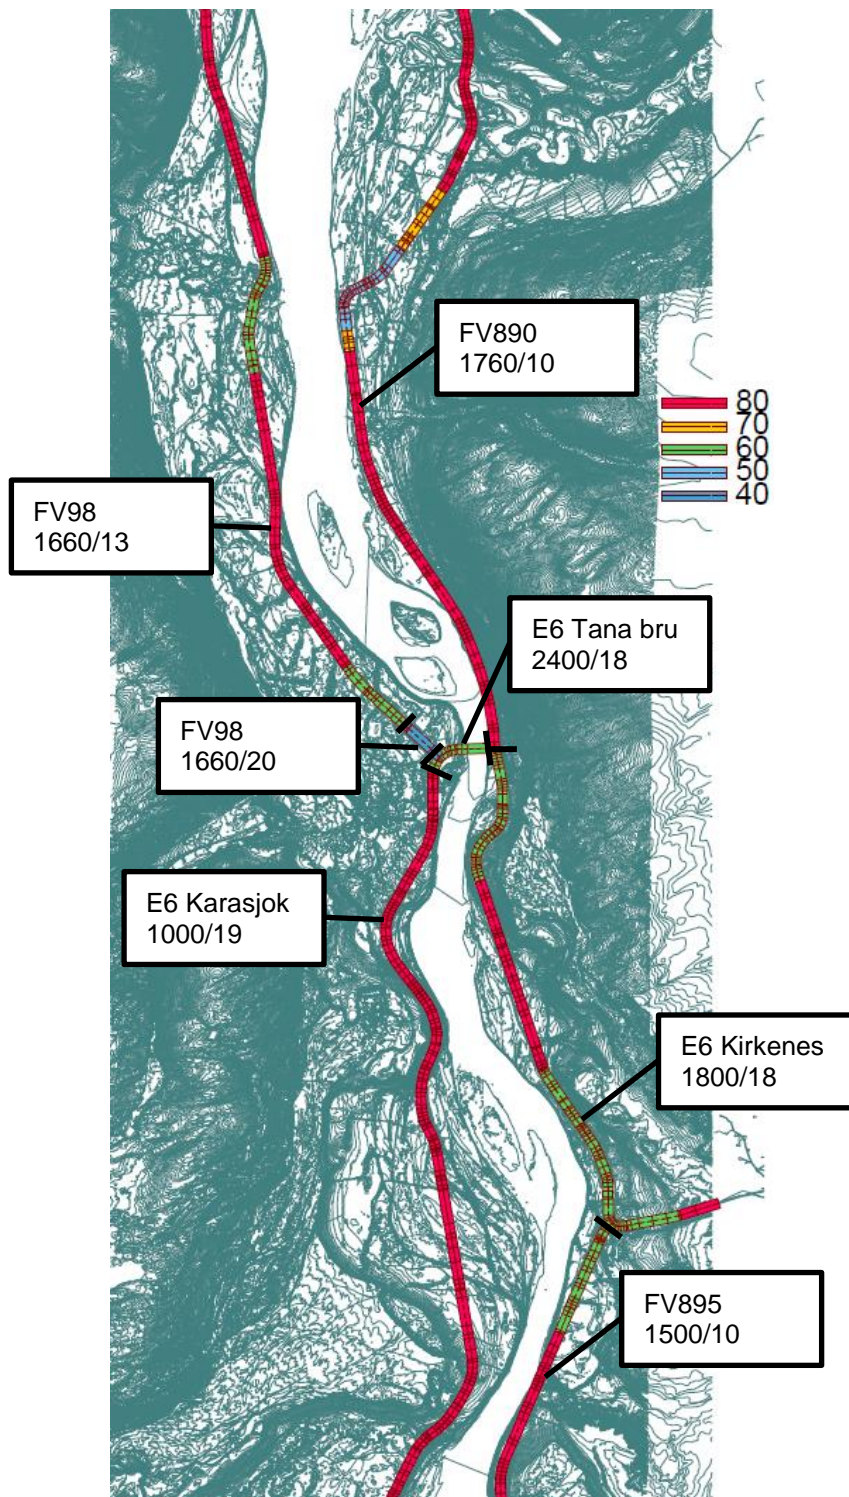 FV890
1760/10
80
70
60
50
40
FV98
1660/13
E6 Tana bru
2400/18
FV98
1660/20
E6 Karasjok
1000/19
E6 Kirkenes
1800/18
FV895
1500/10